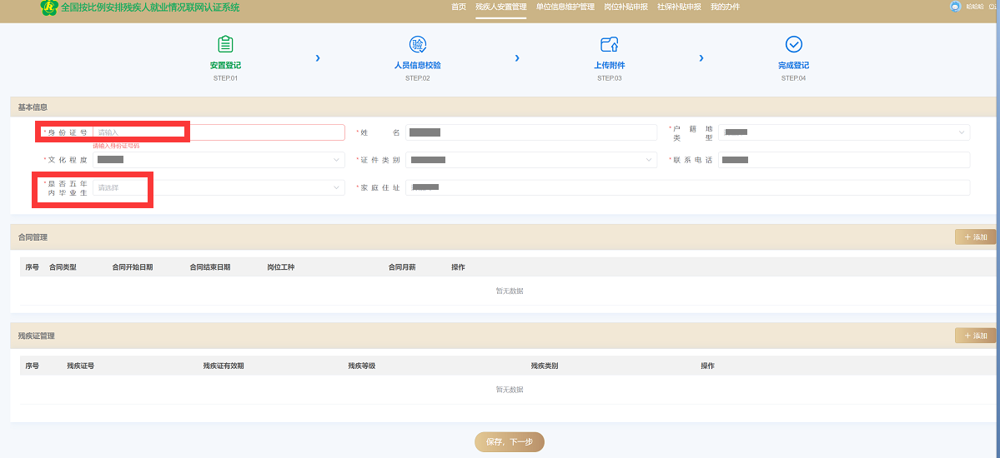 全国按比例安排残疾人就业情况联网认证系统
首页 残疾人安置管理 单位信息维护管理 岗位补贴申报 社保补贴申报 我的办件
哈哈哈
安置登记 › 人员信息校验 › 上传附件 › 完成登记
STEP.01 STEP.02 STEP.03 STEP.04
基本信息
*身份证号 请输入 *姓名 *户籍地
类型
请输入身份证号码
*文化程度 *证件类别 *联系电话
*是否五年
内毕业生 请选择 *家庭住址
合同管理 + 添加
序号 合同类型 合同开始日期 合同结束日期 岗位工种 合同月薪 操作
暂无数据
残疾证管理 + 添加
序号 残疾证号 残疾证有效期 残疾等级 残疾类别 操作
暂无数据
保存，下一步